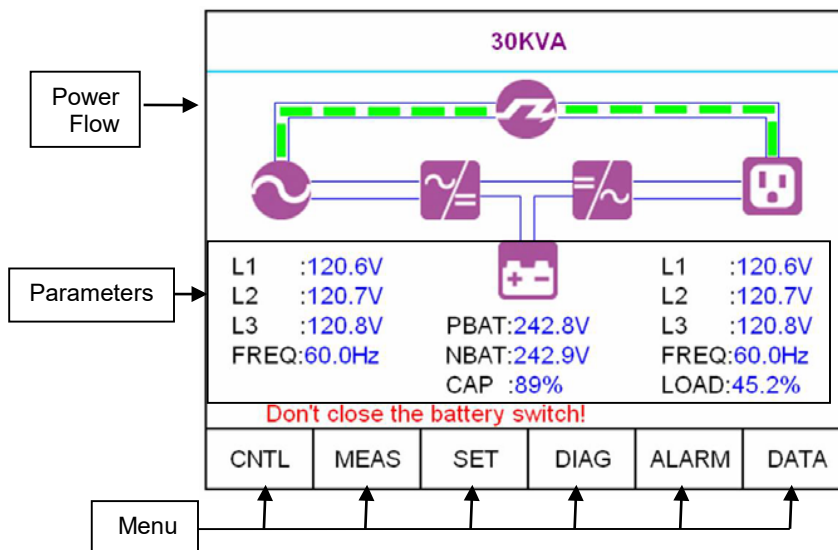 30KVA
Power
Flow
Parameters
L1 :120.6V
L2 :120.7V
L3 :120.8V
FREQ:60.0Hz
PBAT:242.8V
NBAT:242.9V
CAP :89%
L1 :120.6V
L2 :120.7V
L3 :120.8V
FREQ:60.0Hz
LOAD:45.2%
Don't close the battery switch!
CNTL MEAS SET DIAG ALARM DATA
Menu